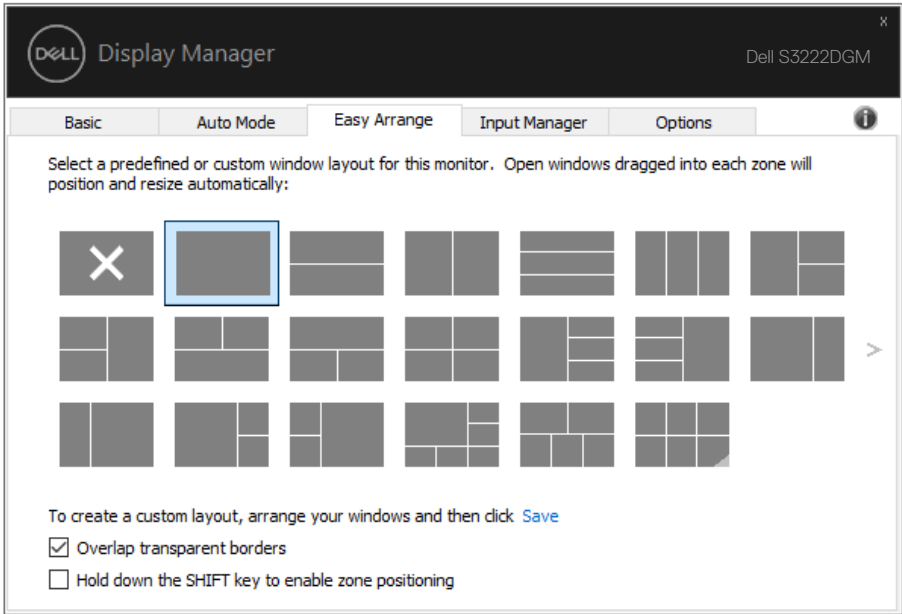 x
DELL
Display Manager
Dell S3222DGM
Basic
Auto Mode
Easy Arrange
Input Manager
Options
i
Select a predefined or custom window layout for this monitor. Open windows dragged into each zone will
position and resize automatically:
>
To create a custom layout, arrange your windows and then click Save
Overlap transparent borders
Hold down the SHIFT key to enable zone positioning